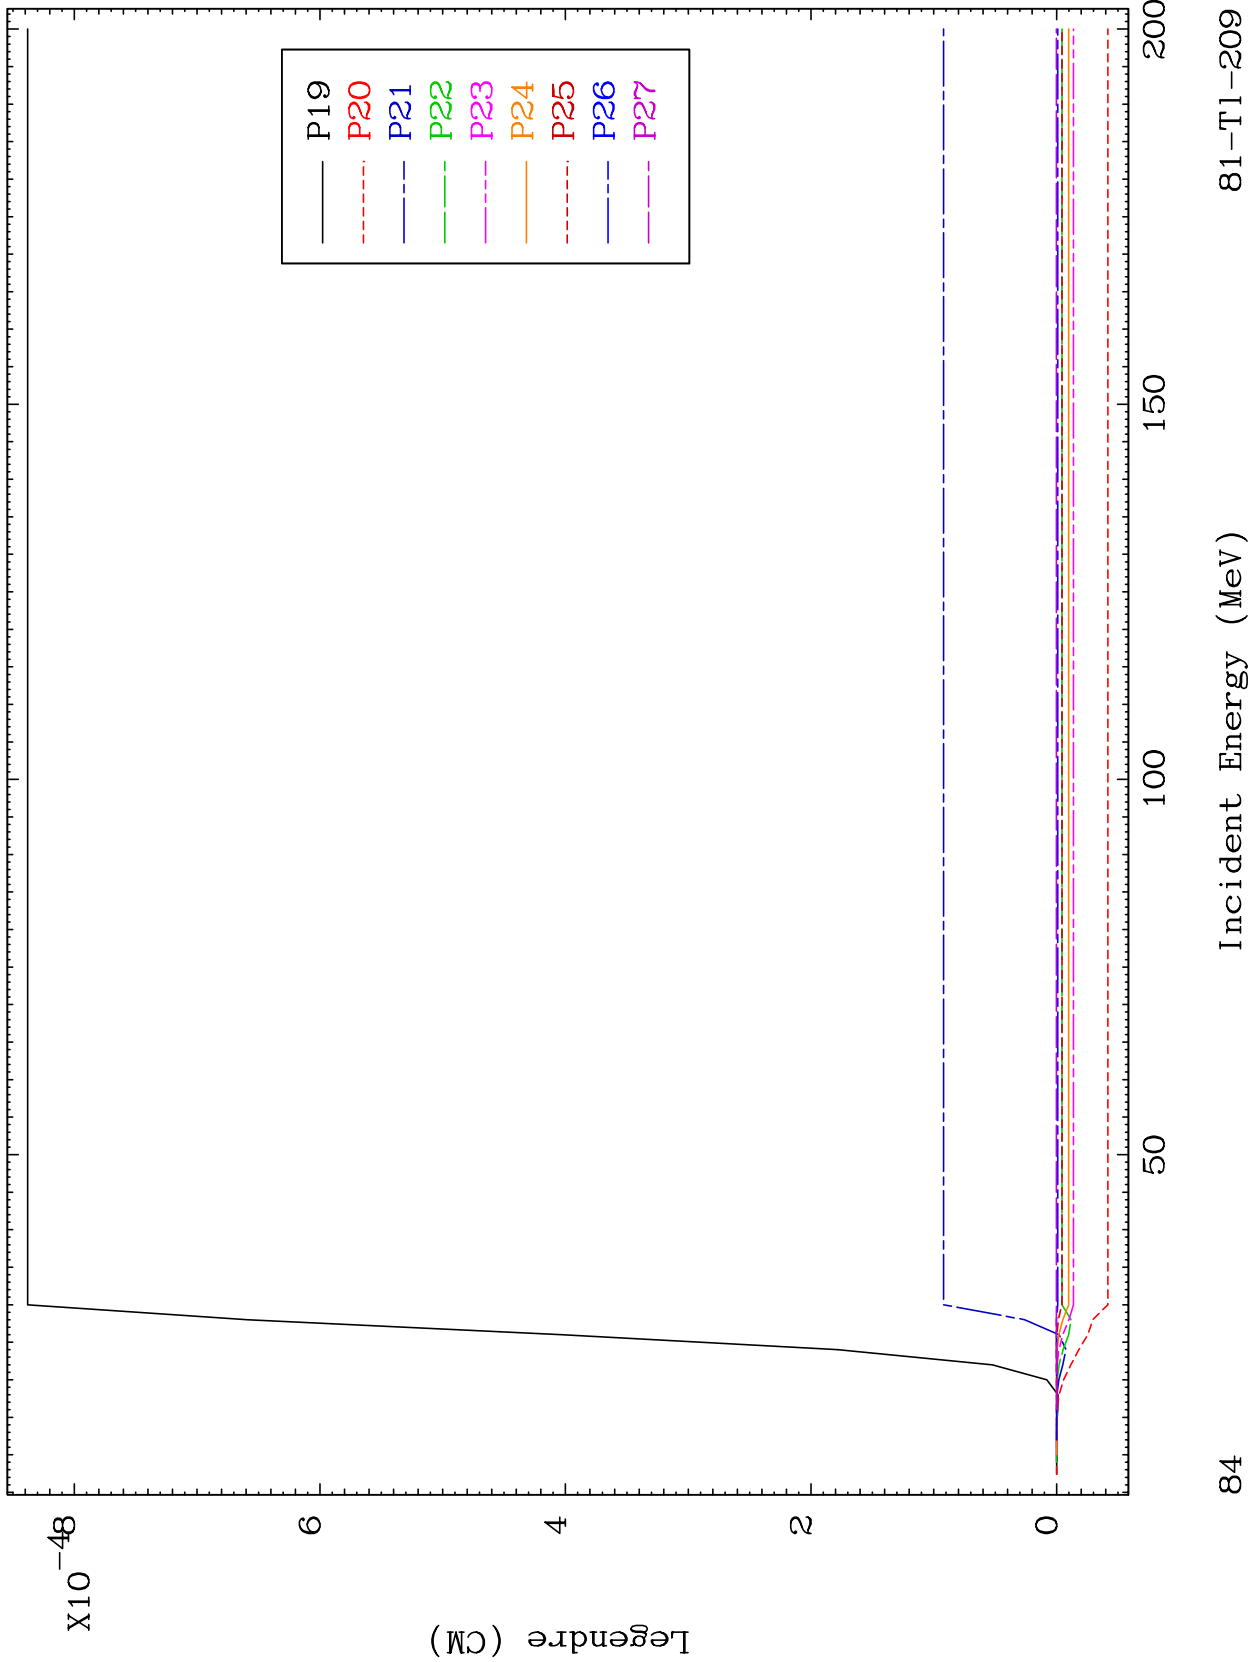 X10⁻⁴
8
6
4
2
0
Legendre (CM)
P19
P20
P21
P22
P23
P24
P25
P26
P27
50
100
150
200
Incident Energy (MeV)
84
81-Tl-209